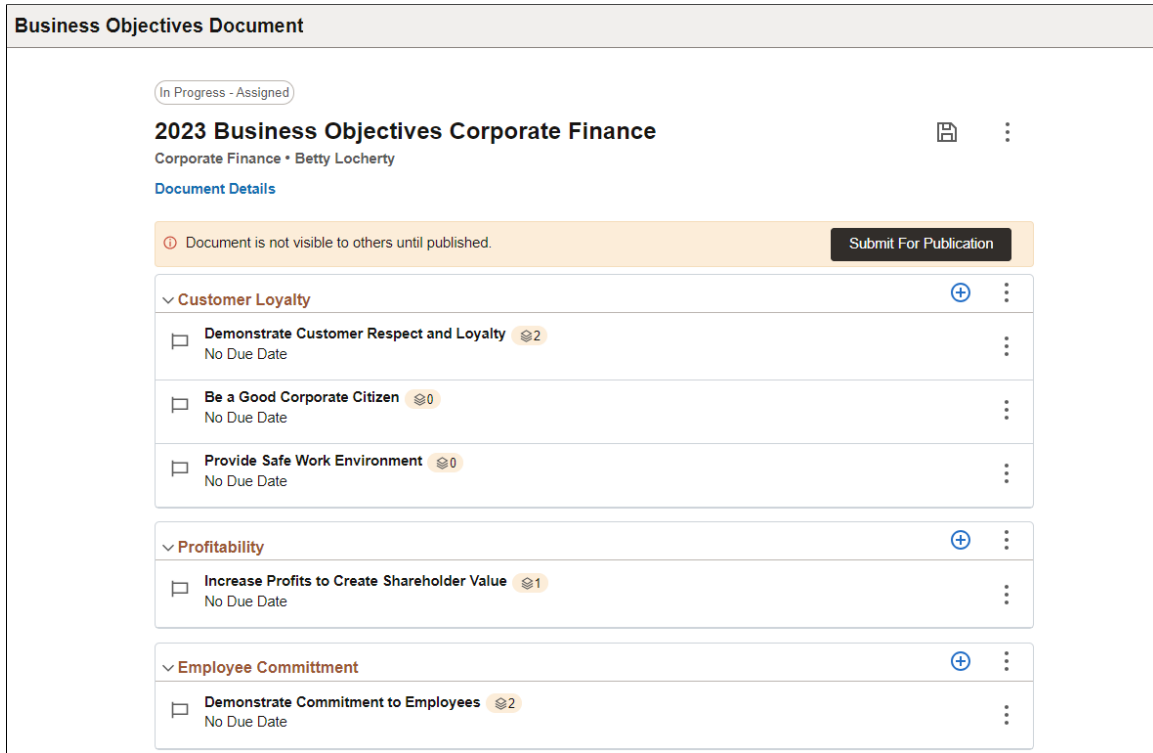 Business Objectives Document
In Progress - Assigned
2023 Business Objectives Corporate Finance
Corporate Finance • Betty Locherty
Document Details
Document is not visible to others until published.
Submit For Publication
Customer Loyalty
Demonstrate Customer Respect and Loyalty 2
No Due Date
Be a Good Corporate Citizen 0
No Due Date
Provide Safe Work Environment 0
No Due Date
Profitability
Increase Profits to Create Shareholder Value 1
No Due Date
Employee Committment
Demonstrate Commitment to Employees 2
No Due Date